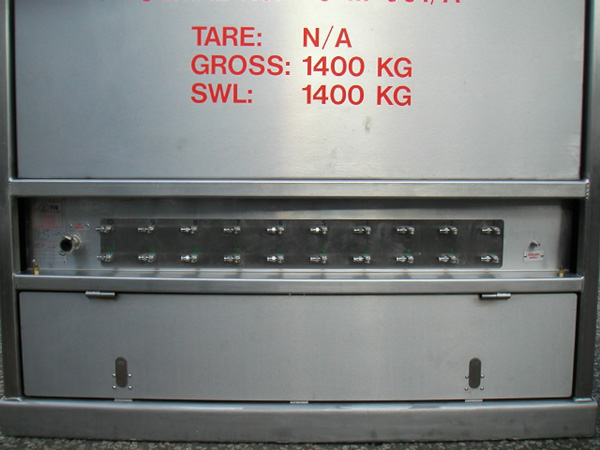 TARE: N/A
GROSS: 1400 KG
SWL: 1400 KG